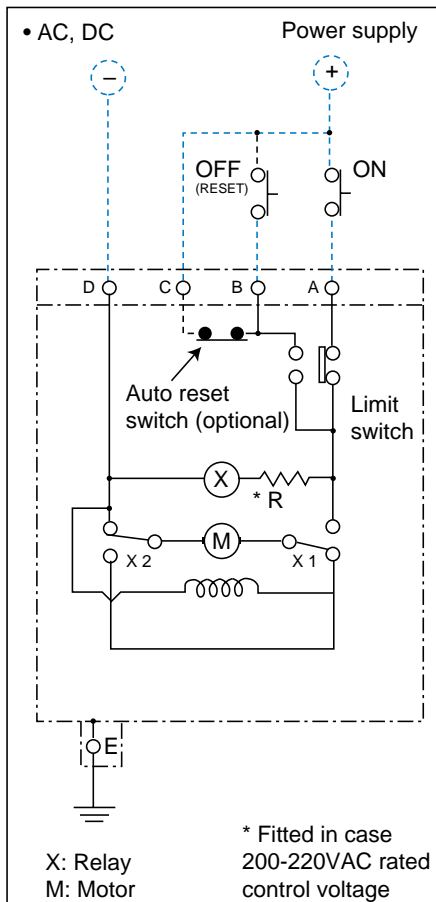 • AC, DC
Power supply
−
+
OFF
(RESET)
ON
D
C
B
A
Auto reset
switch (optional)
Limit
switch
X
* R
M
X 2
X 1
E
X: Relay
M: Motor
* Fitted in case
200-220VAC rated
control voltage